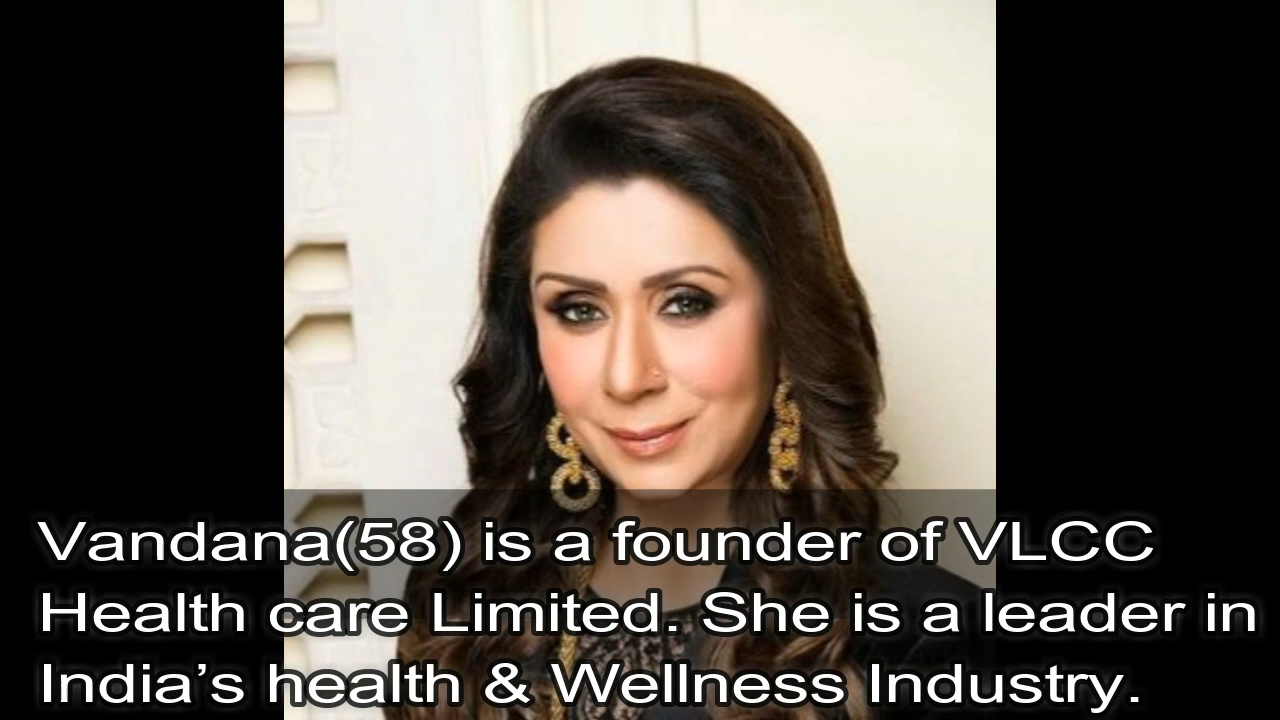 Vandana(58) is a founder of VLCC
Health care Limited. She is a leader in
India’s health & Wellness Industry.